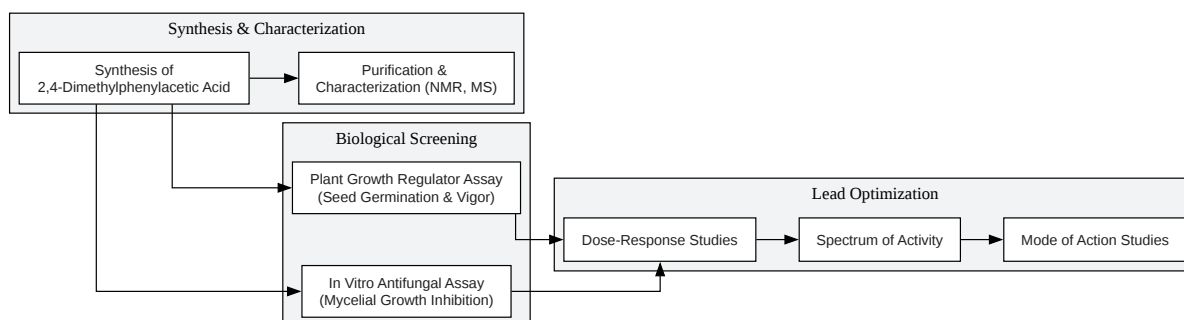 Synthesis & Characterization
Synthesis of
2,4-Dimethylphenylacetic Acid
Purification &
Characterization (NMR, MS)
Biological Screening
Plant Growth Regulator Assay
(Seed Germination & Vigor)
In Vitro Antifungal Assay
(Mycelial Growth Inhibition)
Lead Optimization
Dose-Response Studies
Spectrum of Activity
Mode of Action Studies